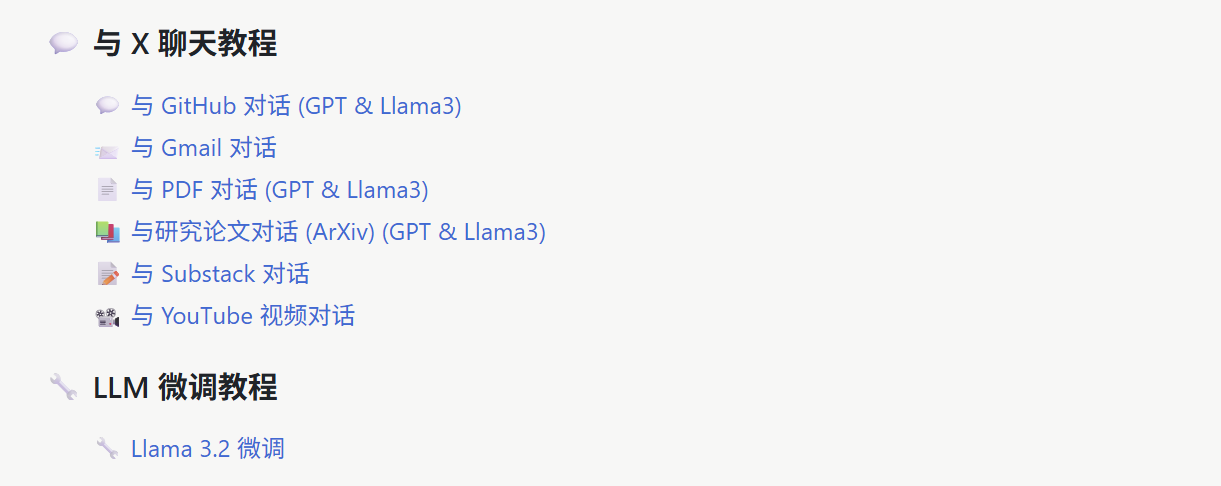 与 X 聊天教程
与 GitHub 对话 (GPT & Llama3)
与 Gmail 对话
与 PDF 对话 (GPT & Llama3)
与研究论文对话 (ArXiv) (GPT & Llama3)
与 Substack 对话
与 YouTube 视频对话
LLM 微调教程
Llama 3.2 微调